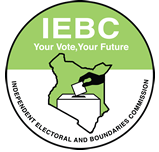 IEBC
Your Vote,Your Future
INDEPENDENT ELECTORAL AND BOUNDARIES COMMISSION